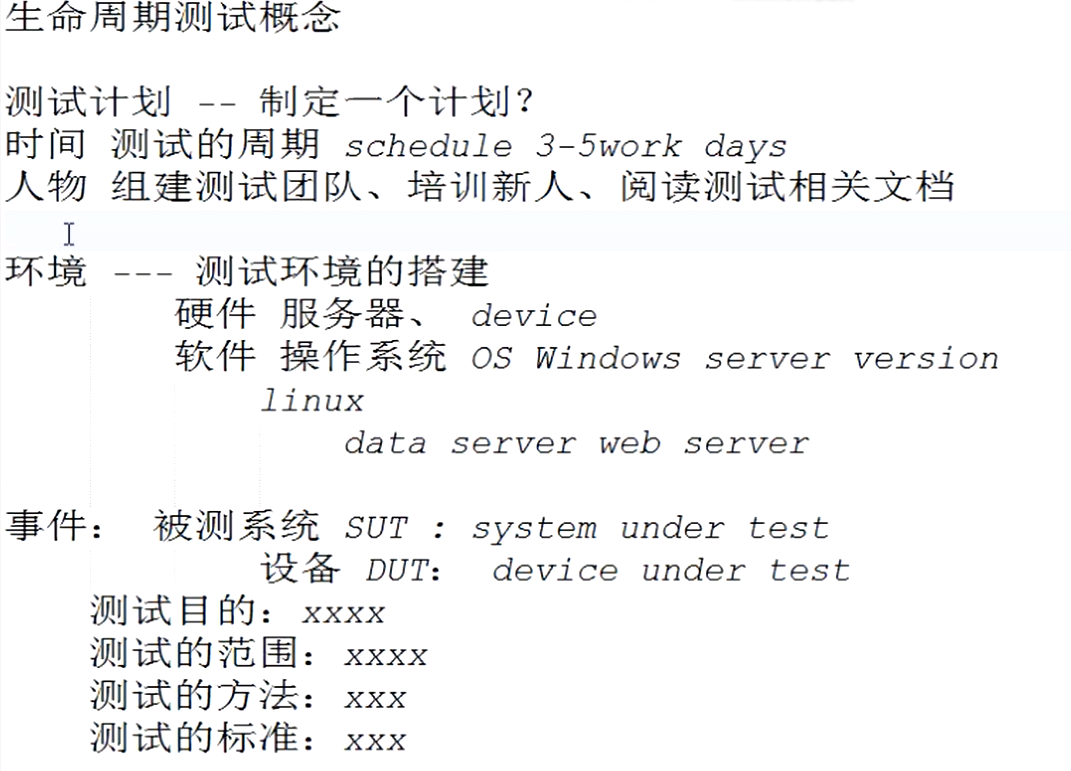 生命周期测试概念
测试计划 -- 制定一个计划？
时间 测试的周期 schedule 3-5work days
人物 组建测试团队、培训新人、阅读测试相关文档
环境 --- 测试环境的搭建
硬件 服务器、 device
软件 操作系统 OS Windows server version
linux
data server web server
事件： 被测系统 SUT : system under test
设备 DUT： device under test
测试目的：xxxx
测试的范围：xxxx
测试的方法：xxx
测试的标准：xxx